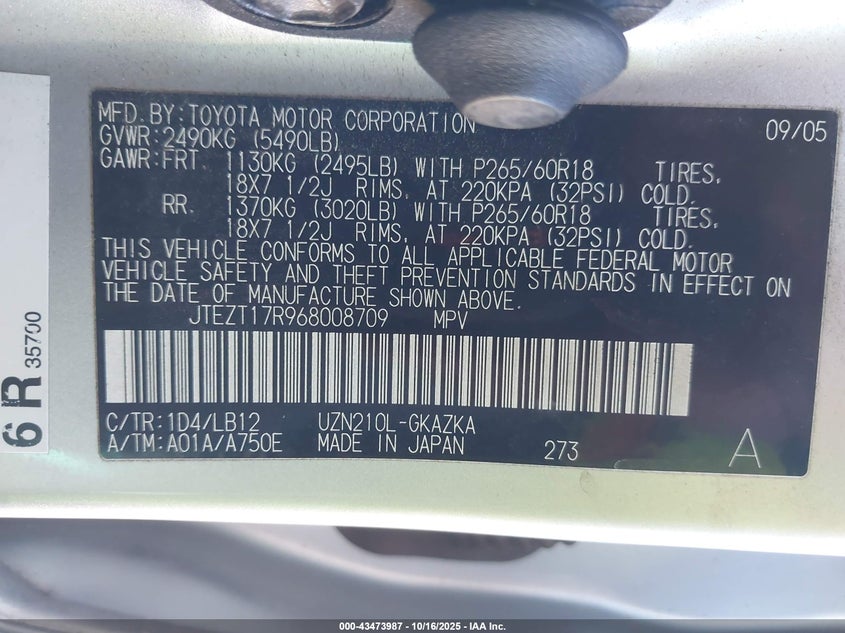 MFD. BY: TOYOTA MOTOR CORPORATION 09/05
GVWR: 2490KG (5490LB)
GAWR: FRT 1130KG (2495LB) WITH P265/60R18 TIRES,
18X7 1/2J RIMS, AT 220KPA (32PSI) COLD.
RR. 1370KG (3020LB) WITH P265/60R18 TIRES,
18X7 1/2J RIMS, AT 220KPA (32PSI) COLD.
THIS VEHICLE CONFORMS TO ALL APPLICABLE FEDERAL MOTOR
VEHICLE SAFETY AND THEFT PREVENTION STANDARDS IN EFFECT ON
THE DATE OF MANUFACTURE SHOWN ABOVE.
JTEZT17R968008709 MPV
C/TR: 1D4/LB12 UZN210L-GKAZKA
A/TM: A01A/A750E MADE IN JAPAN 273 A
6 R 35700
000-43473987 - 10/16/2025 - IAA Inc.